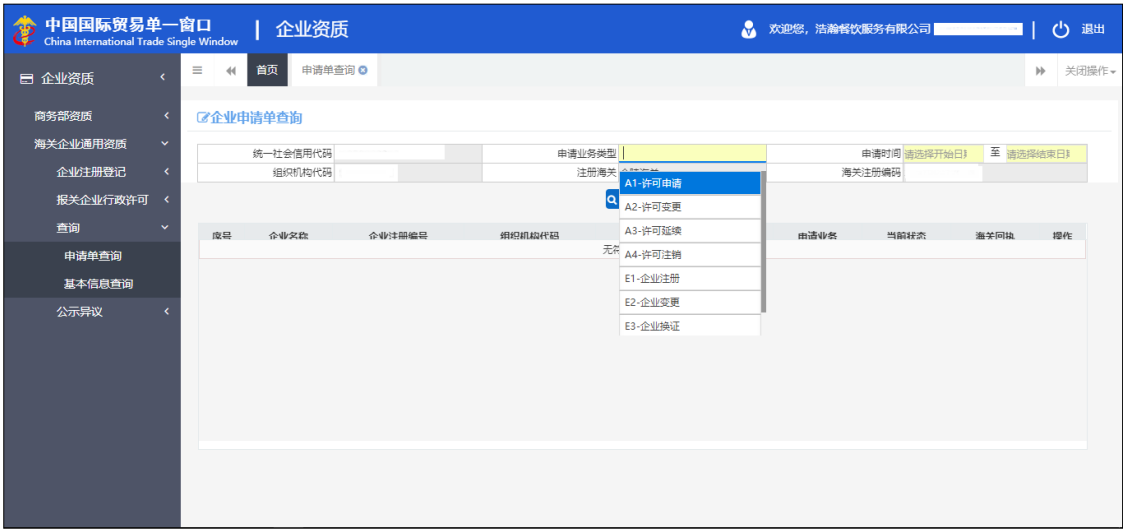 中国国际贸易单一窗口
China International Trade Single Window
企业资质
欢迎您，浩瀚餐饮服务有限公司
退出
企业资质
首页
申请单查询
关闭操作
商务部资质
海关企业通用资质
企业注册登记
报关企业行政许可
查询
申请单查询
基本信息查询
公示异议
企业申请单查询
统一社会信用代码
申请业务类型
申请时间 请选择开始日 至 请选择结束日
组织机构代码
注册海关
海关注册编码
A1-许可申请
A2-许可变更
A3-许可延续
A4-许可注销
E1-企业注册
E2-企业变更
E3-企业换证
序号 企业名称 企业注册编号 组织机构代码 申请业务 当前状态 海关回执 操作
无符